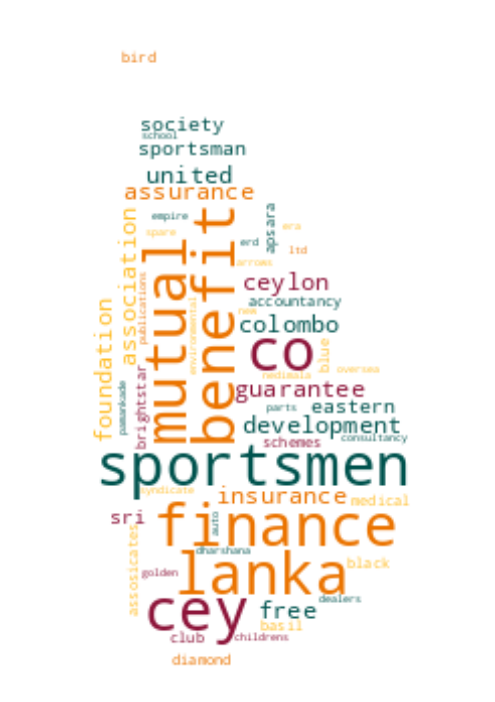 bird
society
school
sportsman
united
assurance
empire
spare
association
mutual
benefit
apsara
era
erd
ltd
arrows
publications
environmental
ceylon
accountancy
new
colombo
foundation
co
blue
oversea
nedimala
brightstar
pamankade
guarantee
parts
eastern
development
consultancy
schemes
sportsmen
syndicate
insurance
medical
sri
finance
auto
assosicates
dharshana
lanka
black
golden
cey
dealers
free
basil
club
childrens
diamond